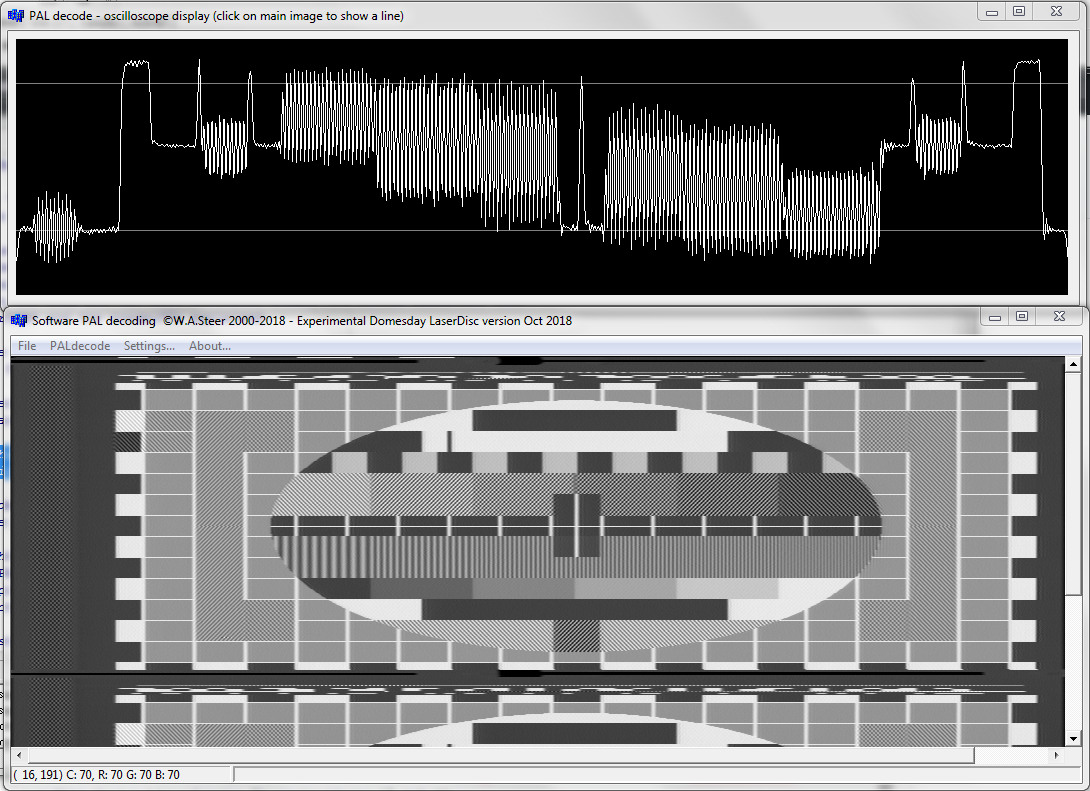 PAL decode - oscilloscope display (click on main image to show a line)
Software PAL decoding ©W.A.Steer 2000-2018 - Experimental Domesday LaserDisc version Oct 2018
File PALdecode Settings... About...
( 16, 191) C: 70, R: 70 G: 70 B: 70